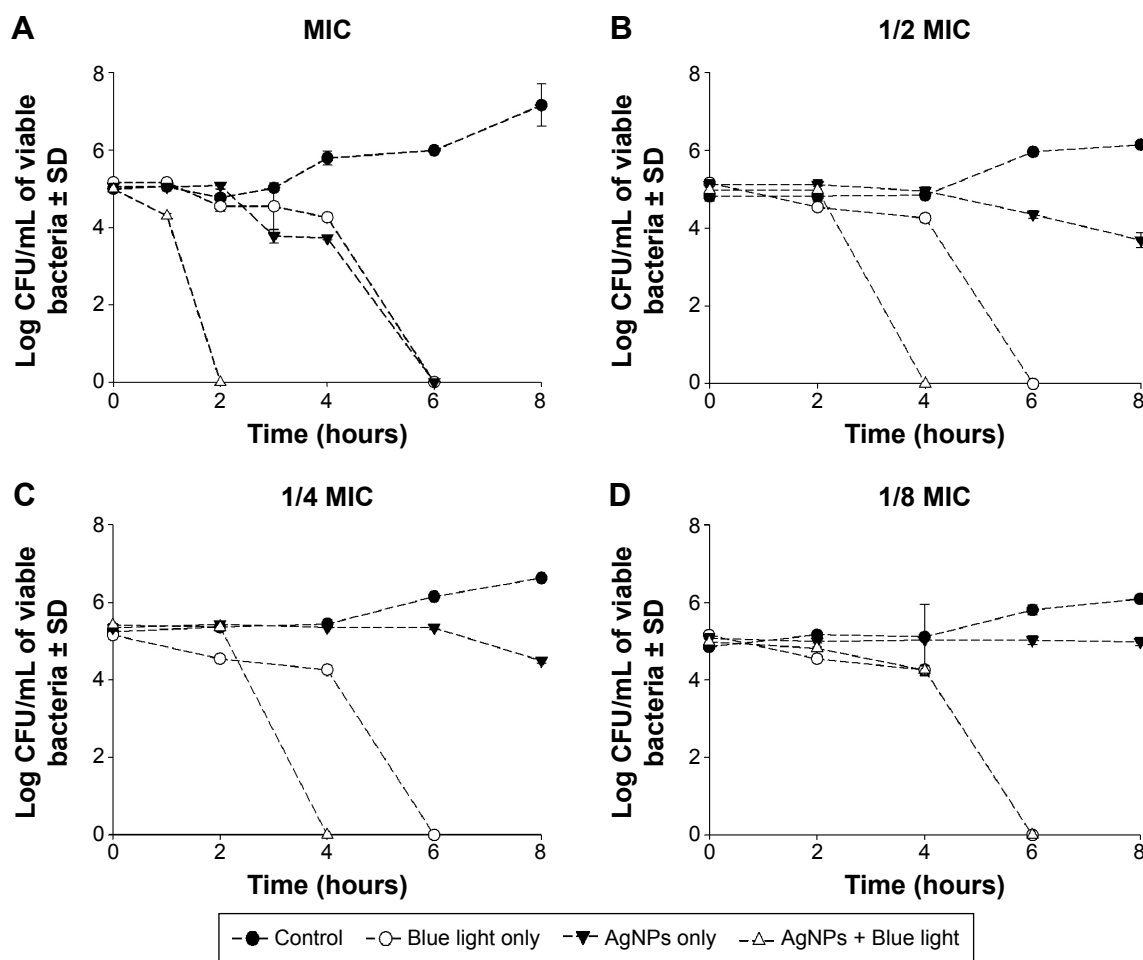 A
MIC
Log CFU/mL of viable
bacteria ± SD
8
6
4
2
0
0 2 4 6 8
Time (hours)
B
1/2 MIC
Log CFU/mL of viable
bacteria ± SD
8
6
4
2
0
0 2 4 6 8
Time (hours)
C
1/4 MIC
Log CFU/mL of viable
bacteria ± SD
8
6
4
2
0
0 2 4 6 8
Time (hours)
D
1/8 MIC
Log CFU/mL of viable
bacteria ± SD
8
6
4
2
0
0 2 4 6 8
Time (hours)
Control Blue light only AgNPs only AgNPs + Blue light